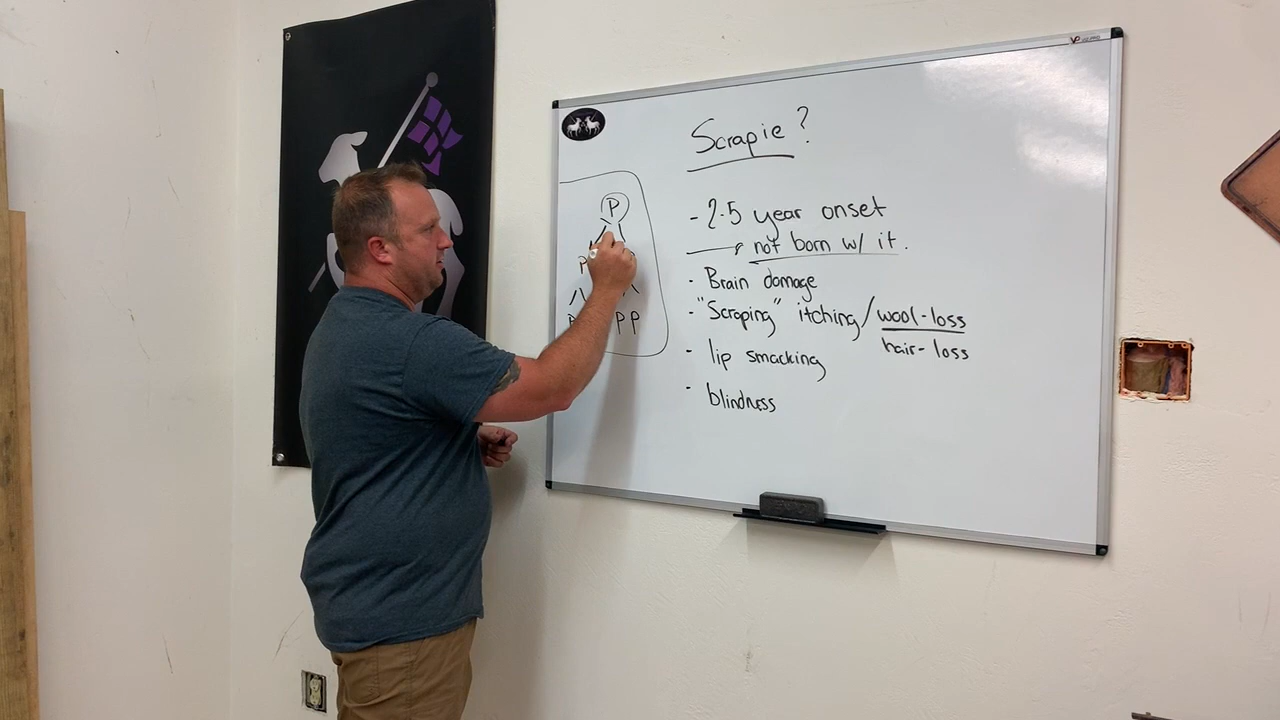 Scrapie?
P
P
P P P
- 2-5 year onset
not born w/ it.
- Brain damage
- "Scraping" itching/wool-loss
hair-loss
- lip smacking
- blindness